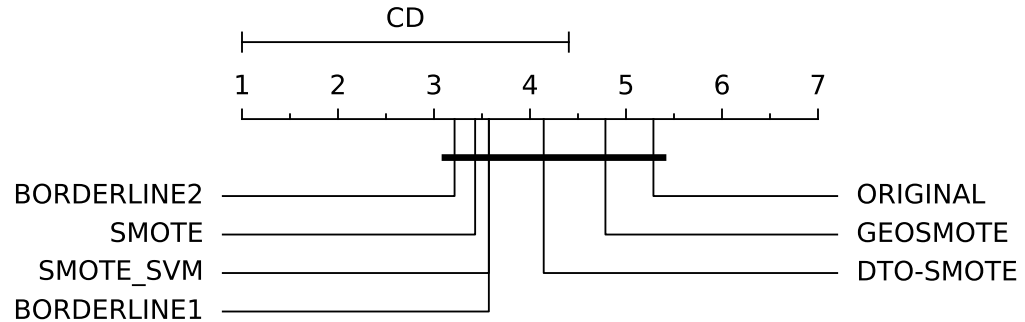 CD
1 2 3 4 5 6 7
BORDERLINE2 ORIGINAL
SMOTE GEOSMOTE
SMOTE_SVM DTO-SMOTE
BORDERLINE1